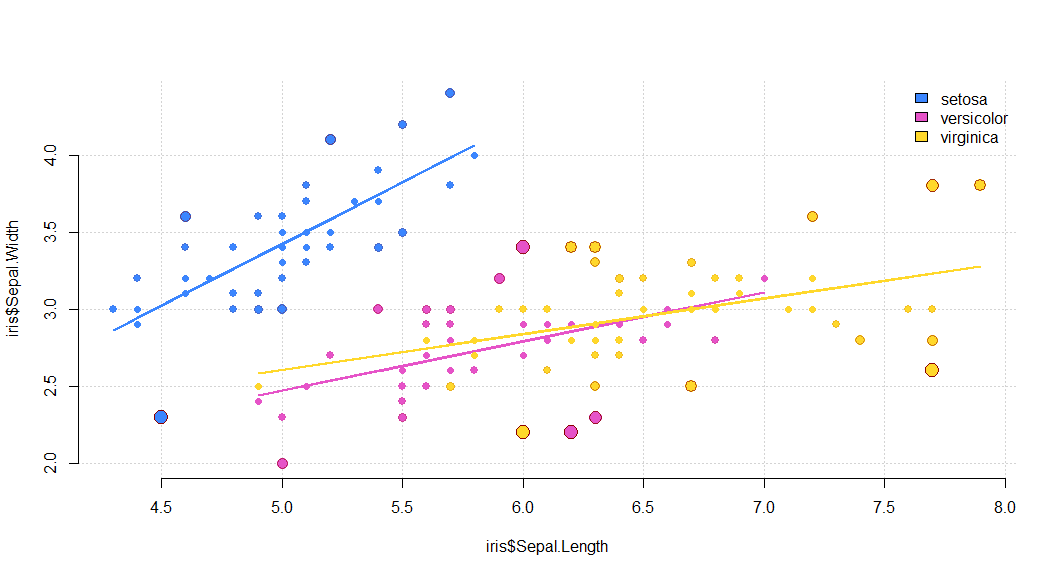 setosa
versicolor
virginica
4.0
3.5
3.0
2.5
2.0
iris$Sepal.Width
4.5 5.0 5.5 6.0 6.5 7.0 7.5 8.0
iris$Sepal.Length